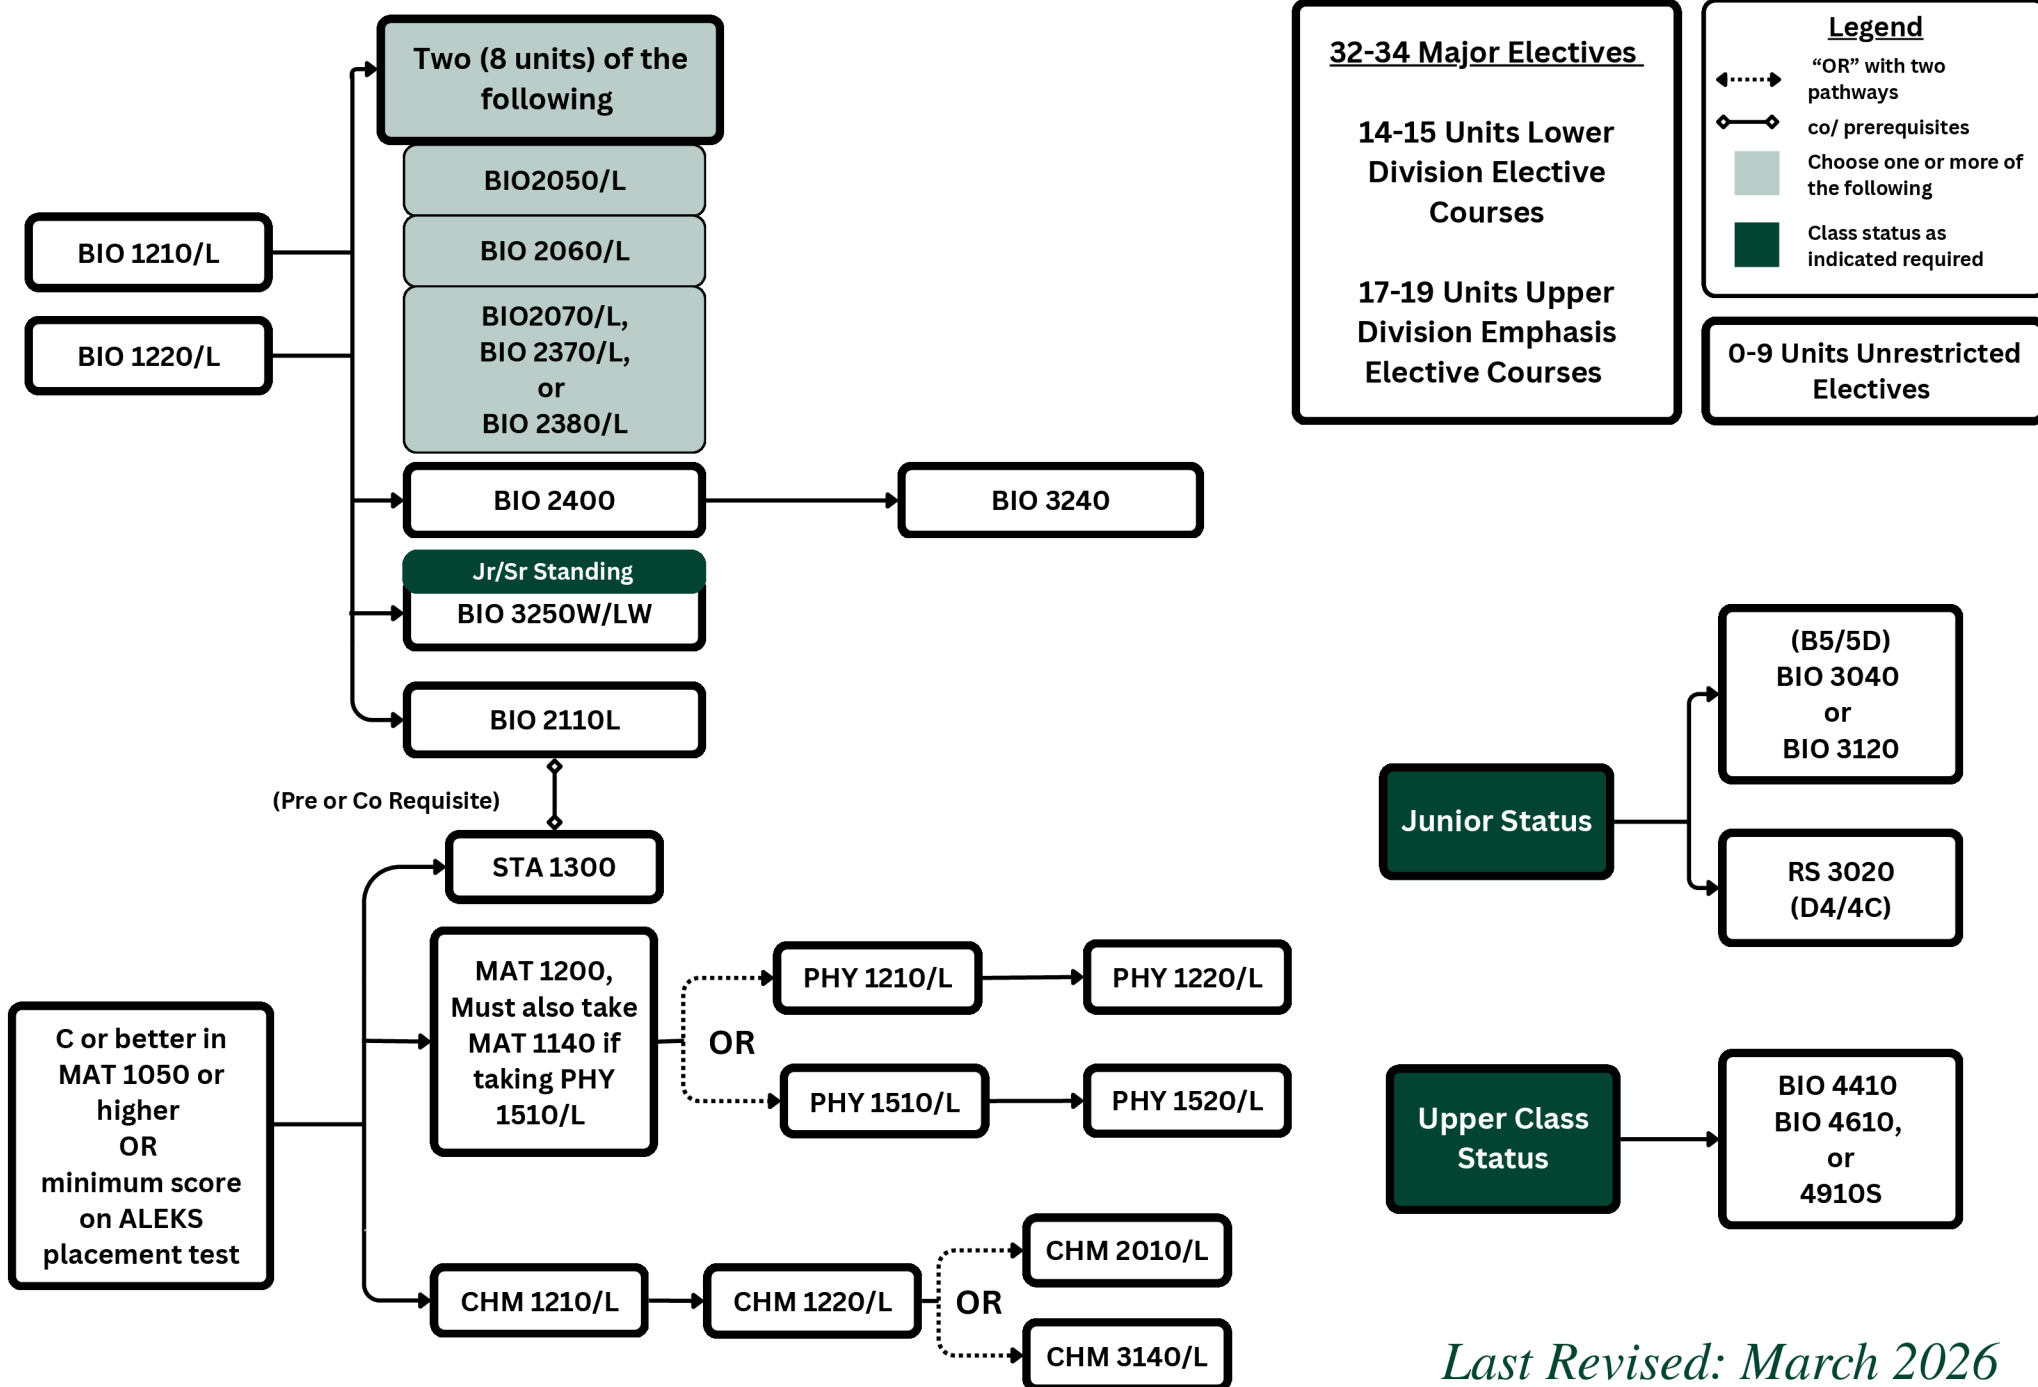 Two (8 units) of the
following
BIO2050/L
BIO 2060/L
BIO2070/L,
BIO 2370/L,
or
BIO 2380/L
BIO 1210/L
BIO 1220/L
BIO 2400
BIO 3240
Jr/Sr Standing
BIO 3250W/LW
BIO 2110L
(Pre or Co Requisite)
STA 1300
MAT 1200,
Must also take
MAT 1140 if
taking PHY
1510/L
C or better in
MAT 1050 or
higher
OR
minimum score
on ALEKS
placement test
OR
PHY 1210/L
PHY 1220/L
PHY 1510/L
PHY 1520/L
CHM 1210/L
CHM 1220/L
OR
CHM 2010/L
CHM 3140/L
32-34 Major Electives
14-15 Units Lower
Division Elective
Courses
17-19 Units Upper
Division Emphasis
Elective Courses
Legend
“OR” with two
pathways
co/ prerequisites
Choose one or more of
the following
Class status as
indicated required
0-9 Units Unrestricted
Electives
Junior Status
(B5/5D)
BIO 3040
or
BIO 3120
RS 3020
(D4/4C)
Upper Class
Status
BIO 4410
BIO 4610,
or
4910S
Last Revised: March 2026